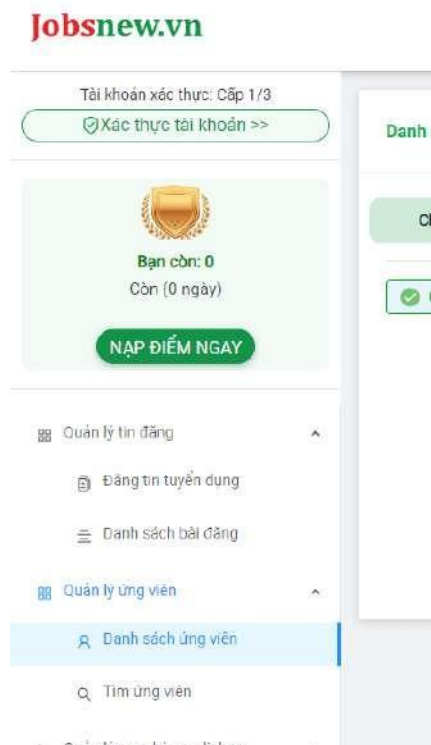 Jobsnew.vn
Tài khoản xác thực: Cấp 1/3
Xác thực tài khoản >>
Danh
Bạn còn: 0
Còn (0 ngày)
NẠP ĐIỂM NGAY
Quản lý tin đăng
Đăng tin tuyển dụng
Danh sách bài đăng
Quản lý ứng viên
Danh sách ứng viên
Tìm ứng viên